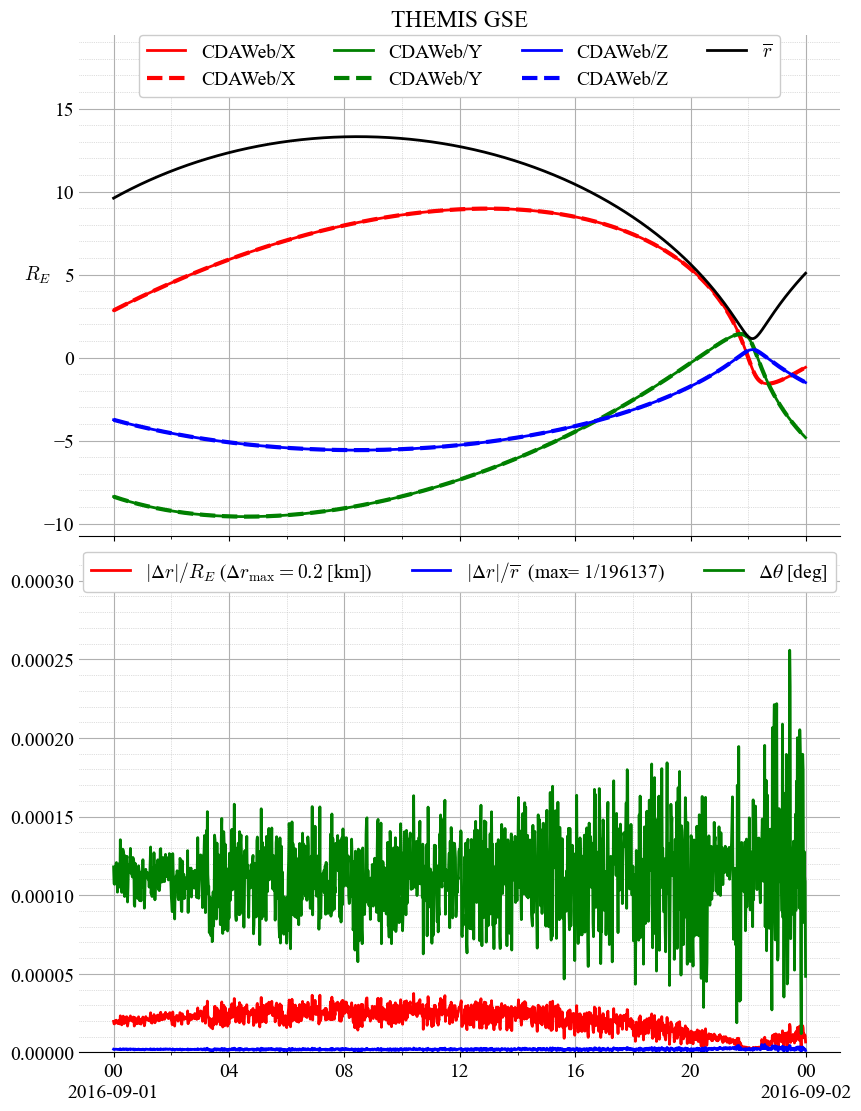 THEMIS GSE
CDAWeb/X CDAWeb/Y CDAWeb/Z r̅
CDAWeb/X CDAWeb/Y CDAWeb/Z
15
10
R_E 5
0
−5
−10
|Δr|/R_E (Δr_max = 0.2 [km]) |Δr|/r̅ (max= 1/196137) Δθ [deg]
0.00030
0.00025
0.00020
0.00015
0.00010
0.00005
0.00000
00 04 08 12 16 20 00
2016-09-01 2016-09-02